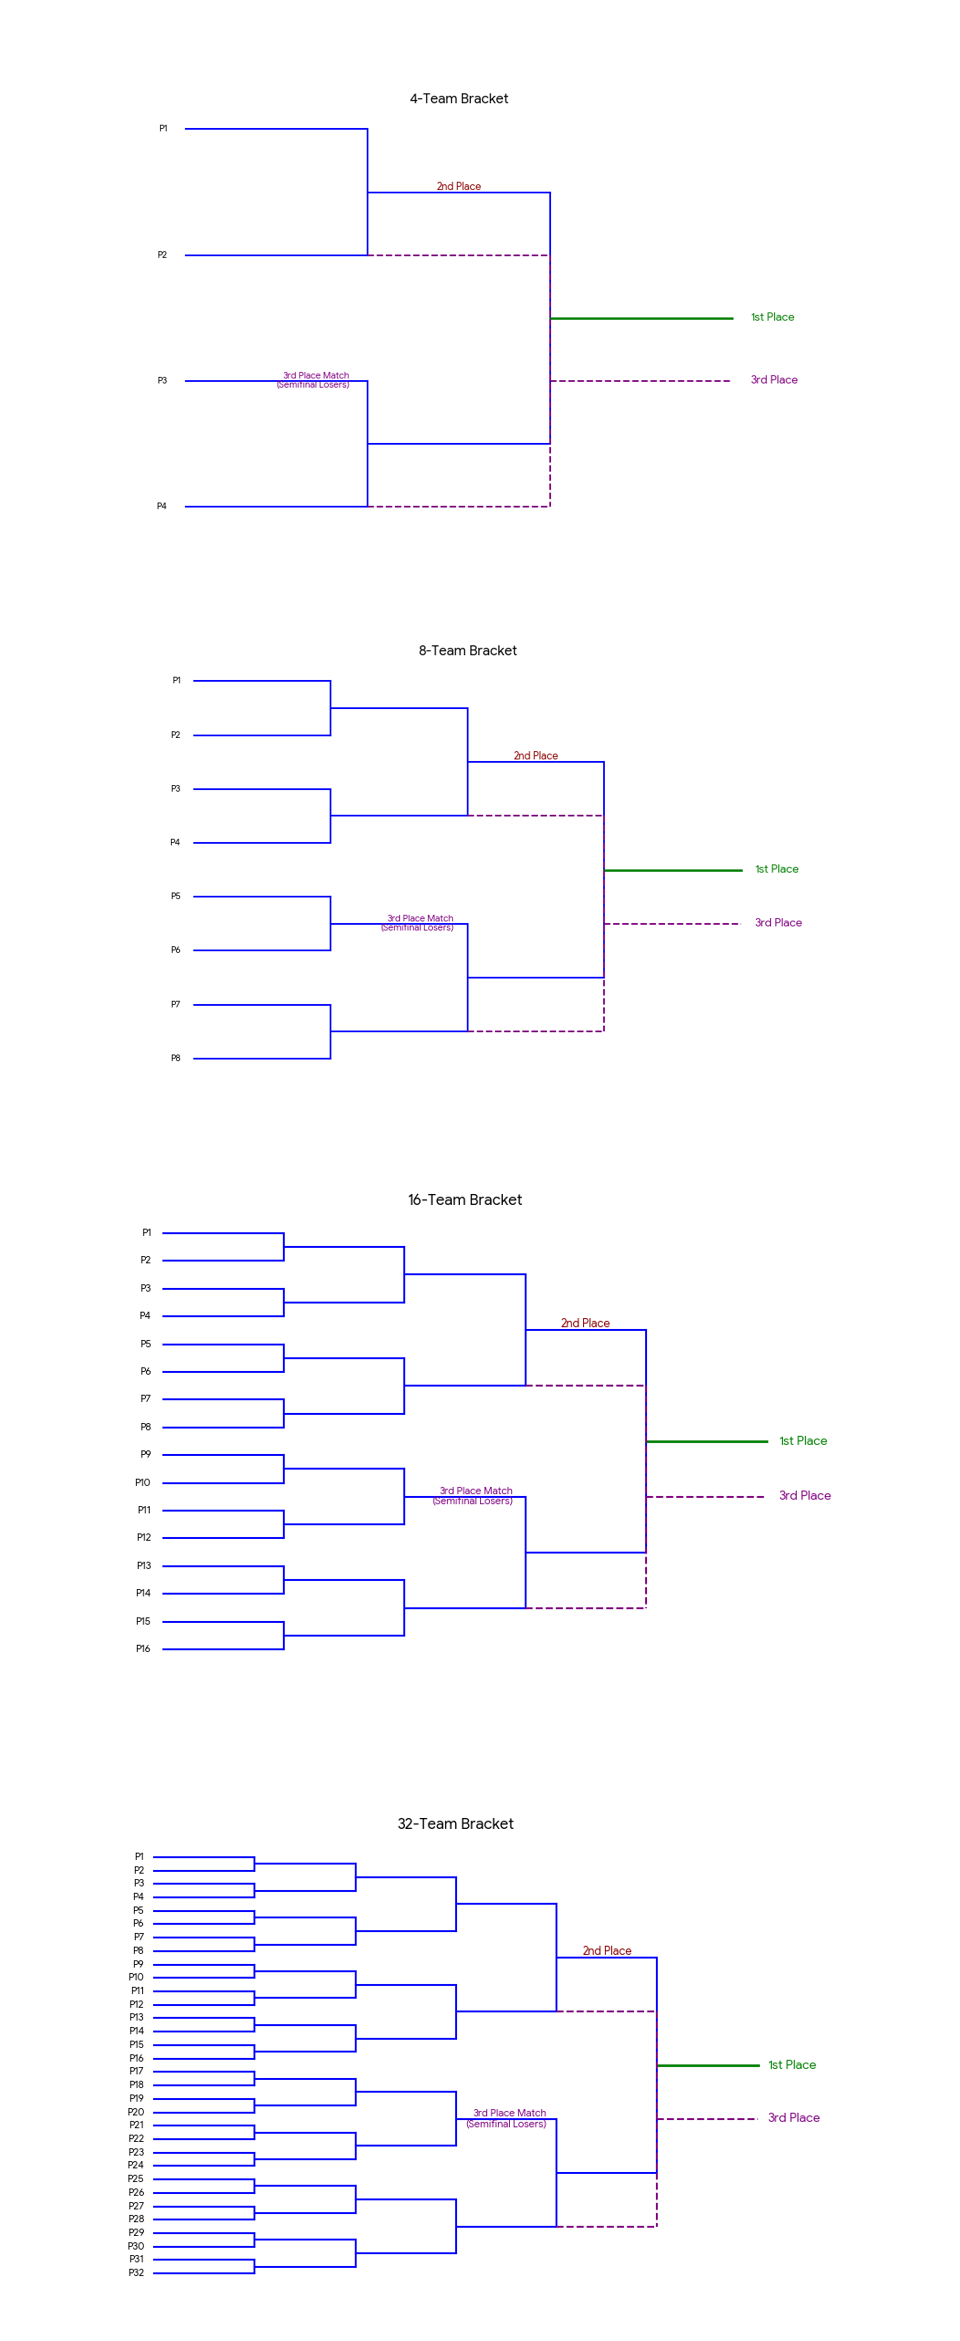 4-Team Bracket
P1
2nd Place
P2
1st Place
P3
3rd Place Match
(Semifinal Losers)
3rd Place
P4
8-Team Bracket
P1
P2
2nd Place
P3
P4
1st Place
P5
3rd Place Match
(Semifinal Losers)
3rd Place
P6
P7
P8
16-Team Bracket
P1
P2
P3
2nd Place
P4
P5
P6
P7
P8
1st Place
P9
P10
3rd Place Match
(Semifinal Losers)
3rd Place
P11
P12
P13
P14
P15
P16
32-Team Bracket
P1
P2
P3
P4
P5
P6
P7
P8
2nd Place
P9
P10
P11
P12
P13
P14
P15
P16
1st Place
P17
P18
P19
P20
3rd Place Match
(Semifinal Losers)
3rd Place
P21
P22
P23
P24
P25
P26
P27
P28
P29
P30
P31
P32